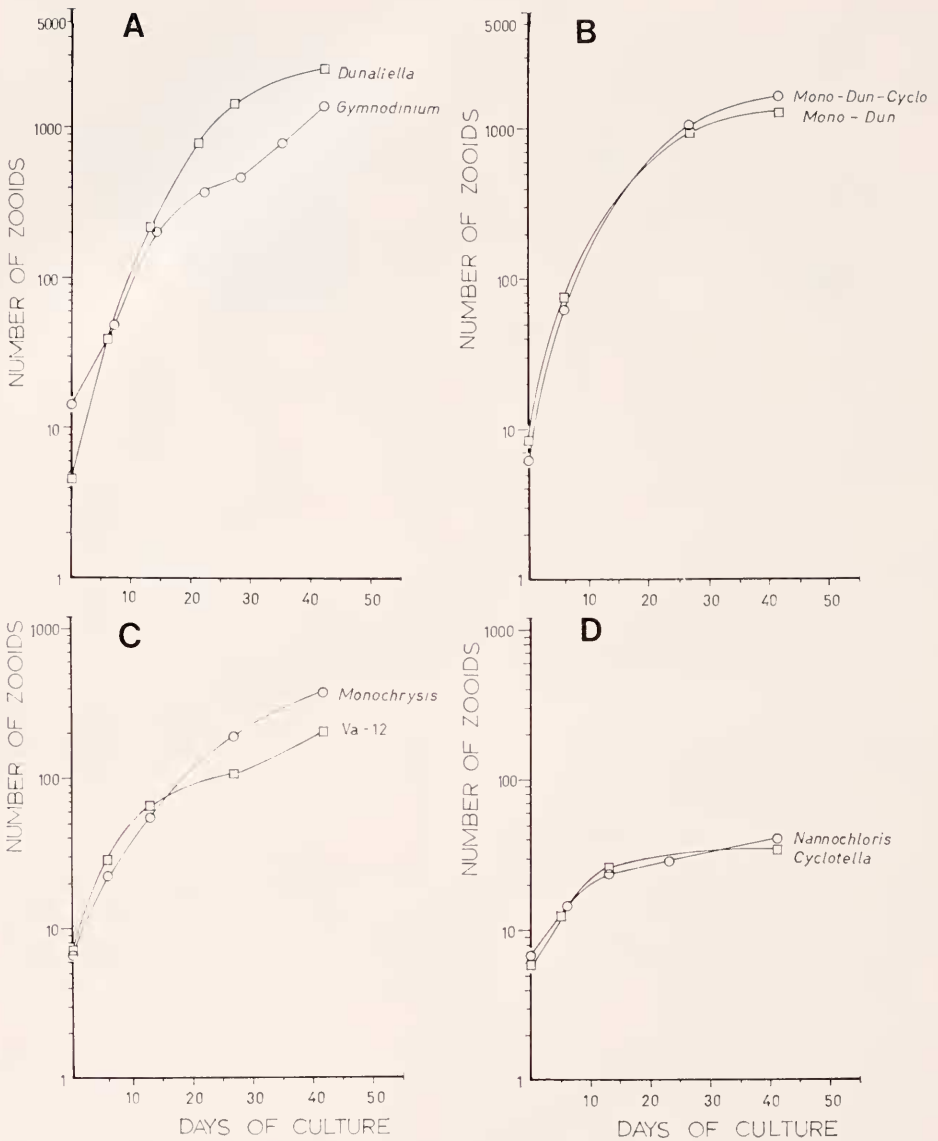 A
5000
1000
100
10
1
NUMBER OF ZOOIDS
Dunaliella
Gymnodinium
10 20 30 40 50
B
5000
1000
100
10
1
NUMBER OF ZOOIDS
Mono-Dun-Cyclo
Mono-Dun
10 20 30 40 50
C
1000
100
10
1
NUMBER OF ZOOIDS
Monochrysis
Va-12
10 20 30 40 50
DAYS OF CULTURE
D
1000
100
10
1
NUMBER OF ZOOIDS
Nannochloris
Cyclotella
10 20 30 40 50
DAYS OF CULTURE